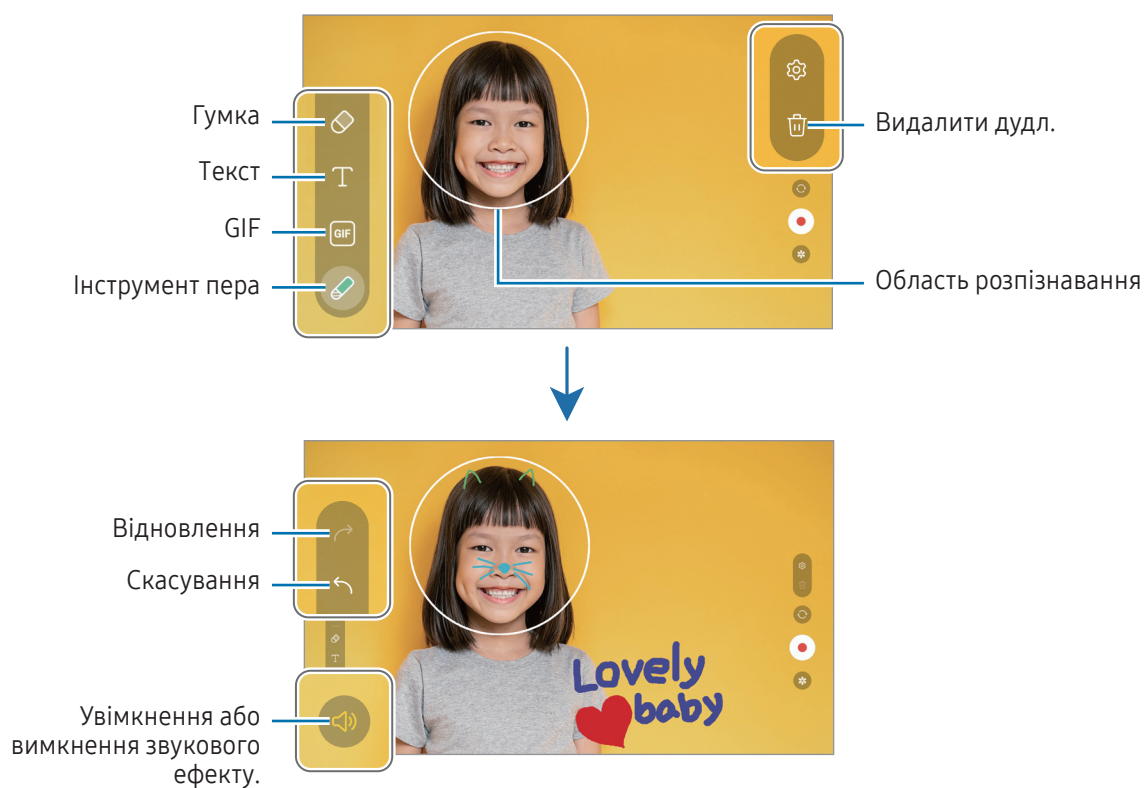 Гумка
Видалити дудл.
Текст
GIF
GIF
Інструмент пера
Область розпізнавання
Відновлення
Скасування
T
Lovely
baby
Увімкнення або
вимкнення звукового
ефекту.